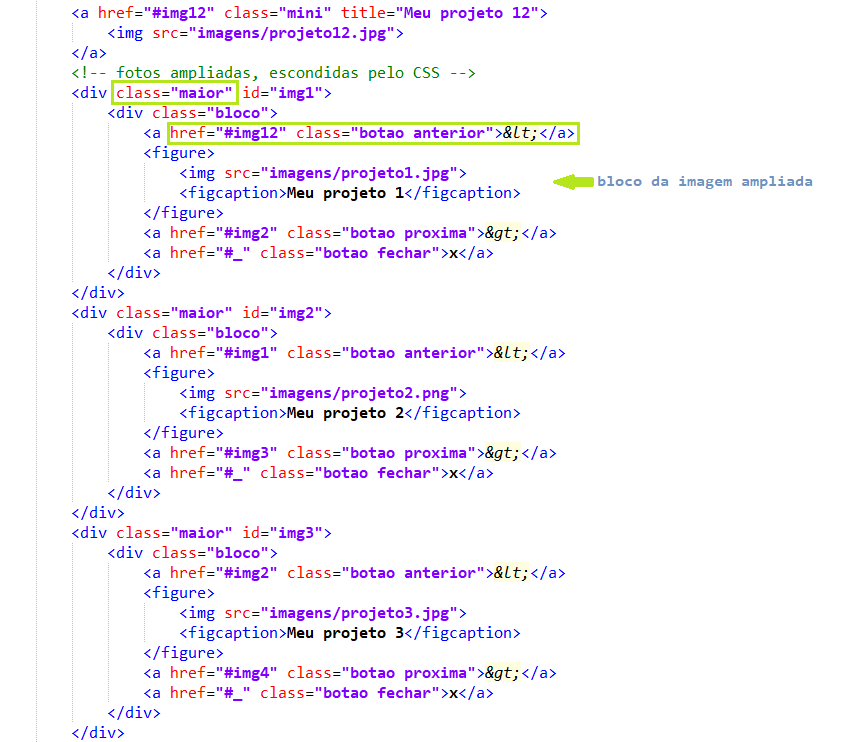 <a href="#img12" class="mini" title="Meu projeto 12">
<img src="imagens/projeto12.jpg">
</a>
<!-- fotos ampliadas, escondidas pelo CSS -->
<div class="maior" id="img1">
<div class="bloco">
<a href="#img12" class="botao anterior">&lt;</a>
<figure>
<img src="imagens/projeto1.jpg">
bloco da imagem ampliada
<figcaption>Meu projeto 1</figcaption>
</figure>
<a href="#img2" class="botao proxima">&gt;</a>
<a href="#_" class="botao fechar">x</a>
</div>
</div>
<div class="maior" id="img2">
<div class="bloco">
<a href="#img1" class="botao anterior">&lt;</a>
<figure>
<img src="imagens/projeto2.png">
<figcaption>Meu projeto 2</figcaption>
</figure>
<a href="#img3" class="botao proxima">&gt;</a>
<a href="#_" class="botao fechar">x</a>
</div>
</div>
<div class="maior" id="img3">
<div class="bloco">
<a href="#img2" class="botao anterior">&lt;</a>
<figure>
<img src="imagens/projeto3.jpg">
<figcaption>Meu projeto 3</figcaption>
</figure>
<a href="#img4" class="botao proxima">&gt;</a>
<a href="#_" class="botao fechar">x</a>
</div>
</div>